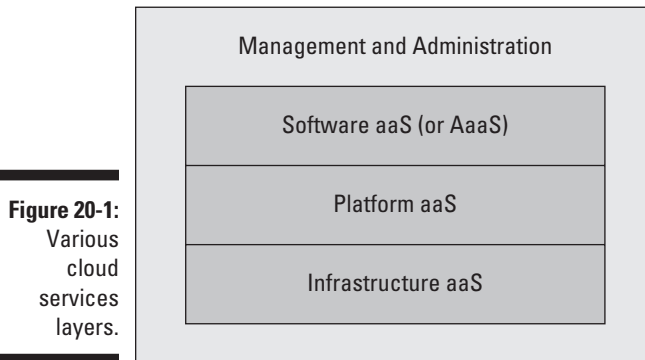 Management and Administration
Software aaS (or AaaS)
Platform aaS
Infrastructure aaS
Figure 20-1:
Various
cloud
services
layers.